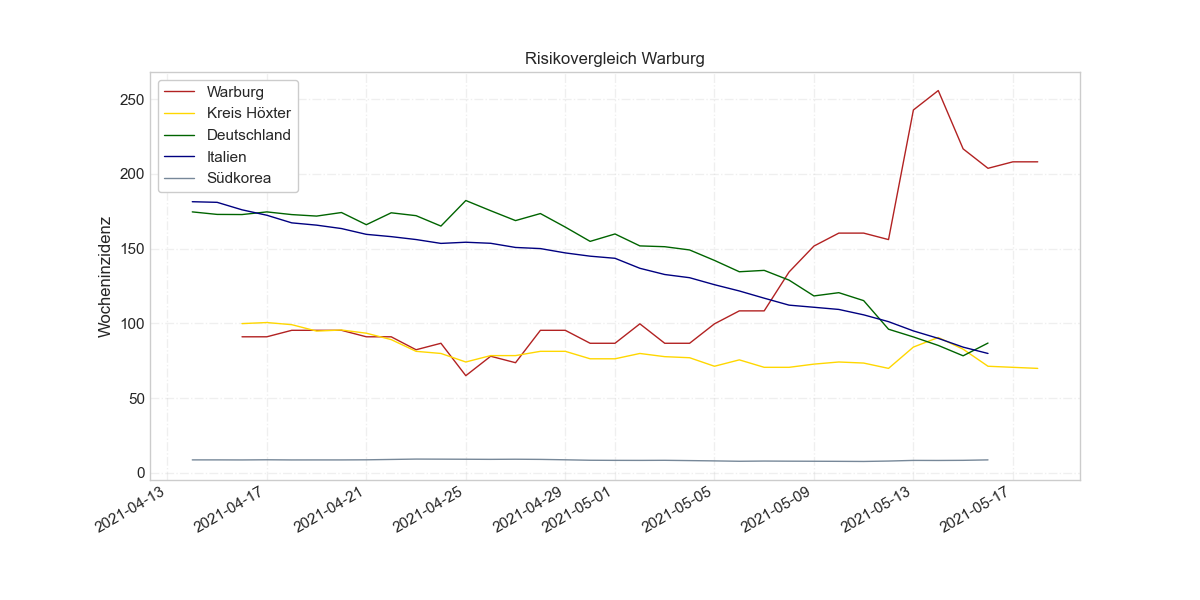 Risikovergleich Warburg
Warburg
Kreis Höxter
Deutschland
Italien
Südkorea
Wocheninzidenz
250
200
150
100
50
0
2021-04-13
2021-04-17
2021-04-21
2021-04-25
2021-04-29
2021-05-01
2021-05-05
2021-05-09
2021-05-13
2021-05-17